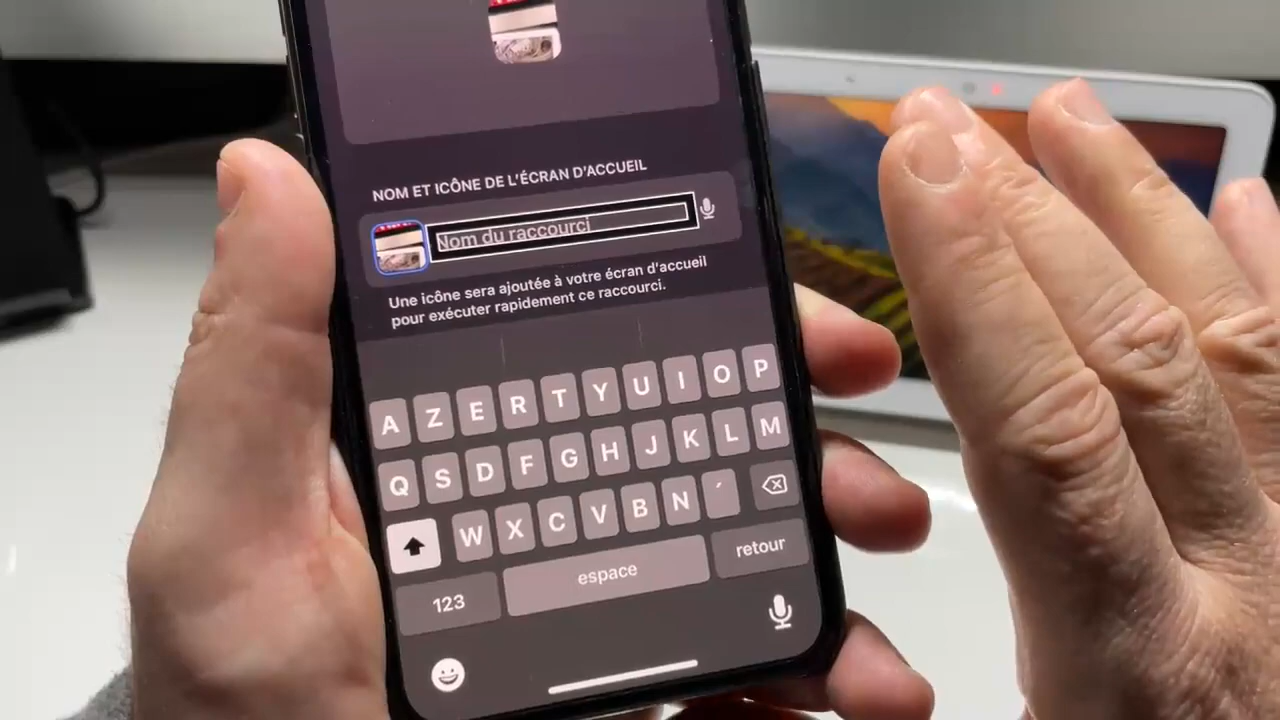 NOM ET ICÔNE DE L'ÉCRAN D'ACCUEIL
Nom du raccourci
Une icône sera ajoutée à votre écran d'accueil
pour exécuter rapidement ce raccourci.
A Z E R T Y U I O P
Q S D F G H J K L M
W X C V B N ´
123 espace retour